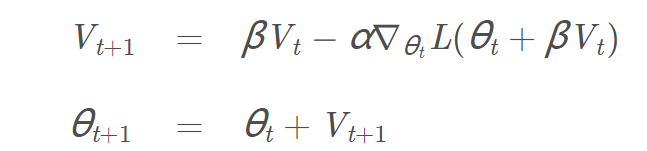 V_{t+1} = βV_t − α∇_{θ_t} L(θ_t + βV_t)
θ_{t+1} = θ_t + V_{t+1}